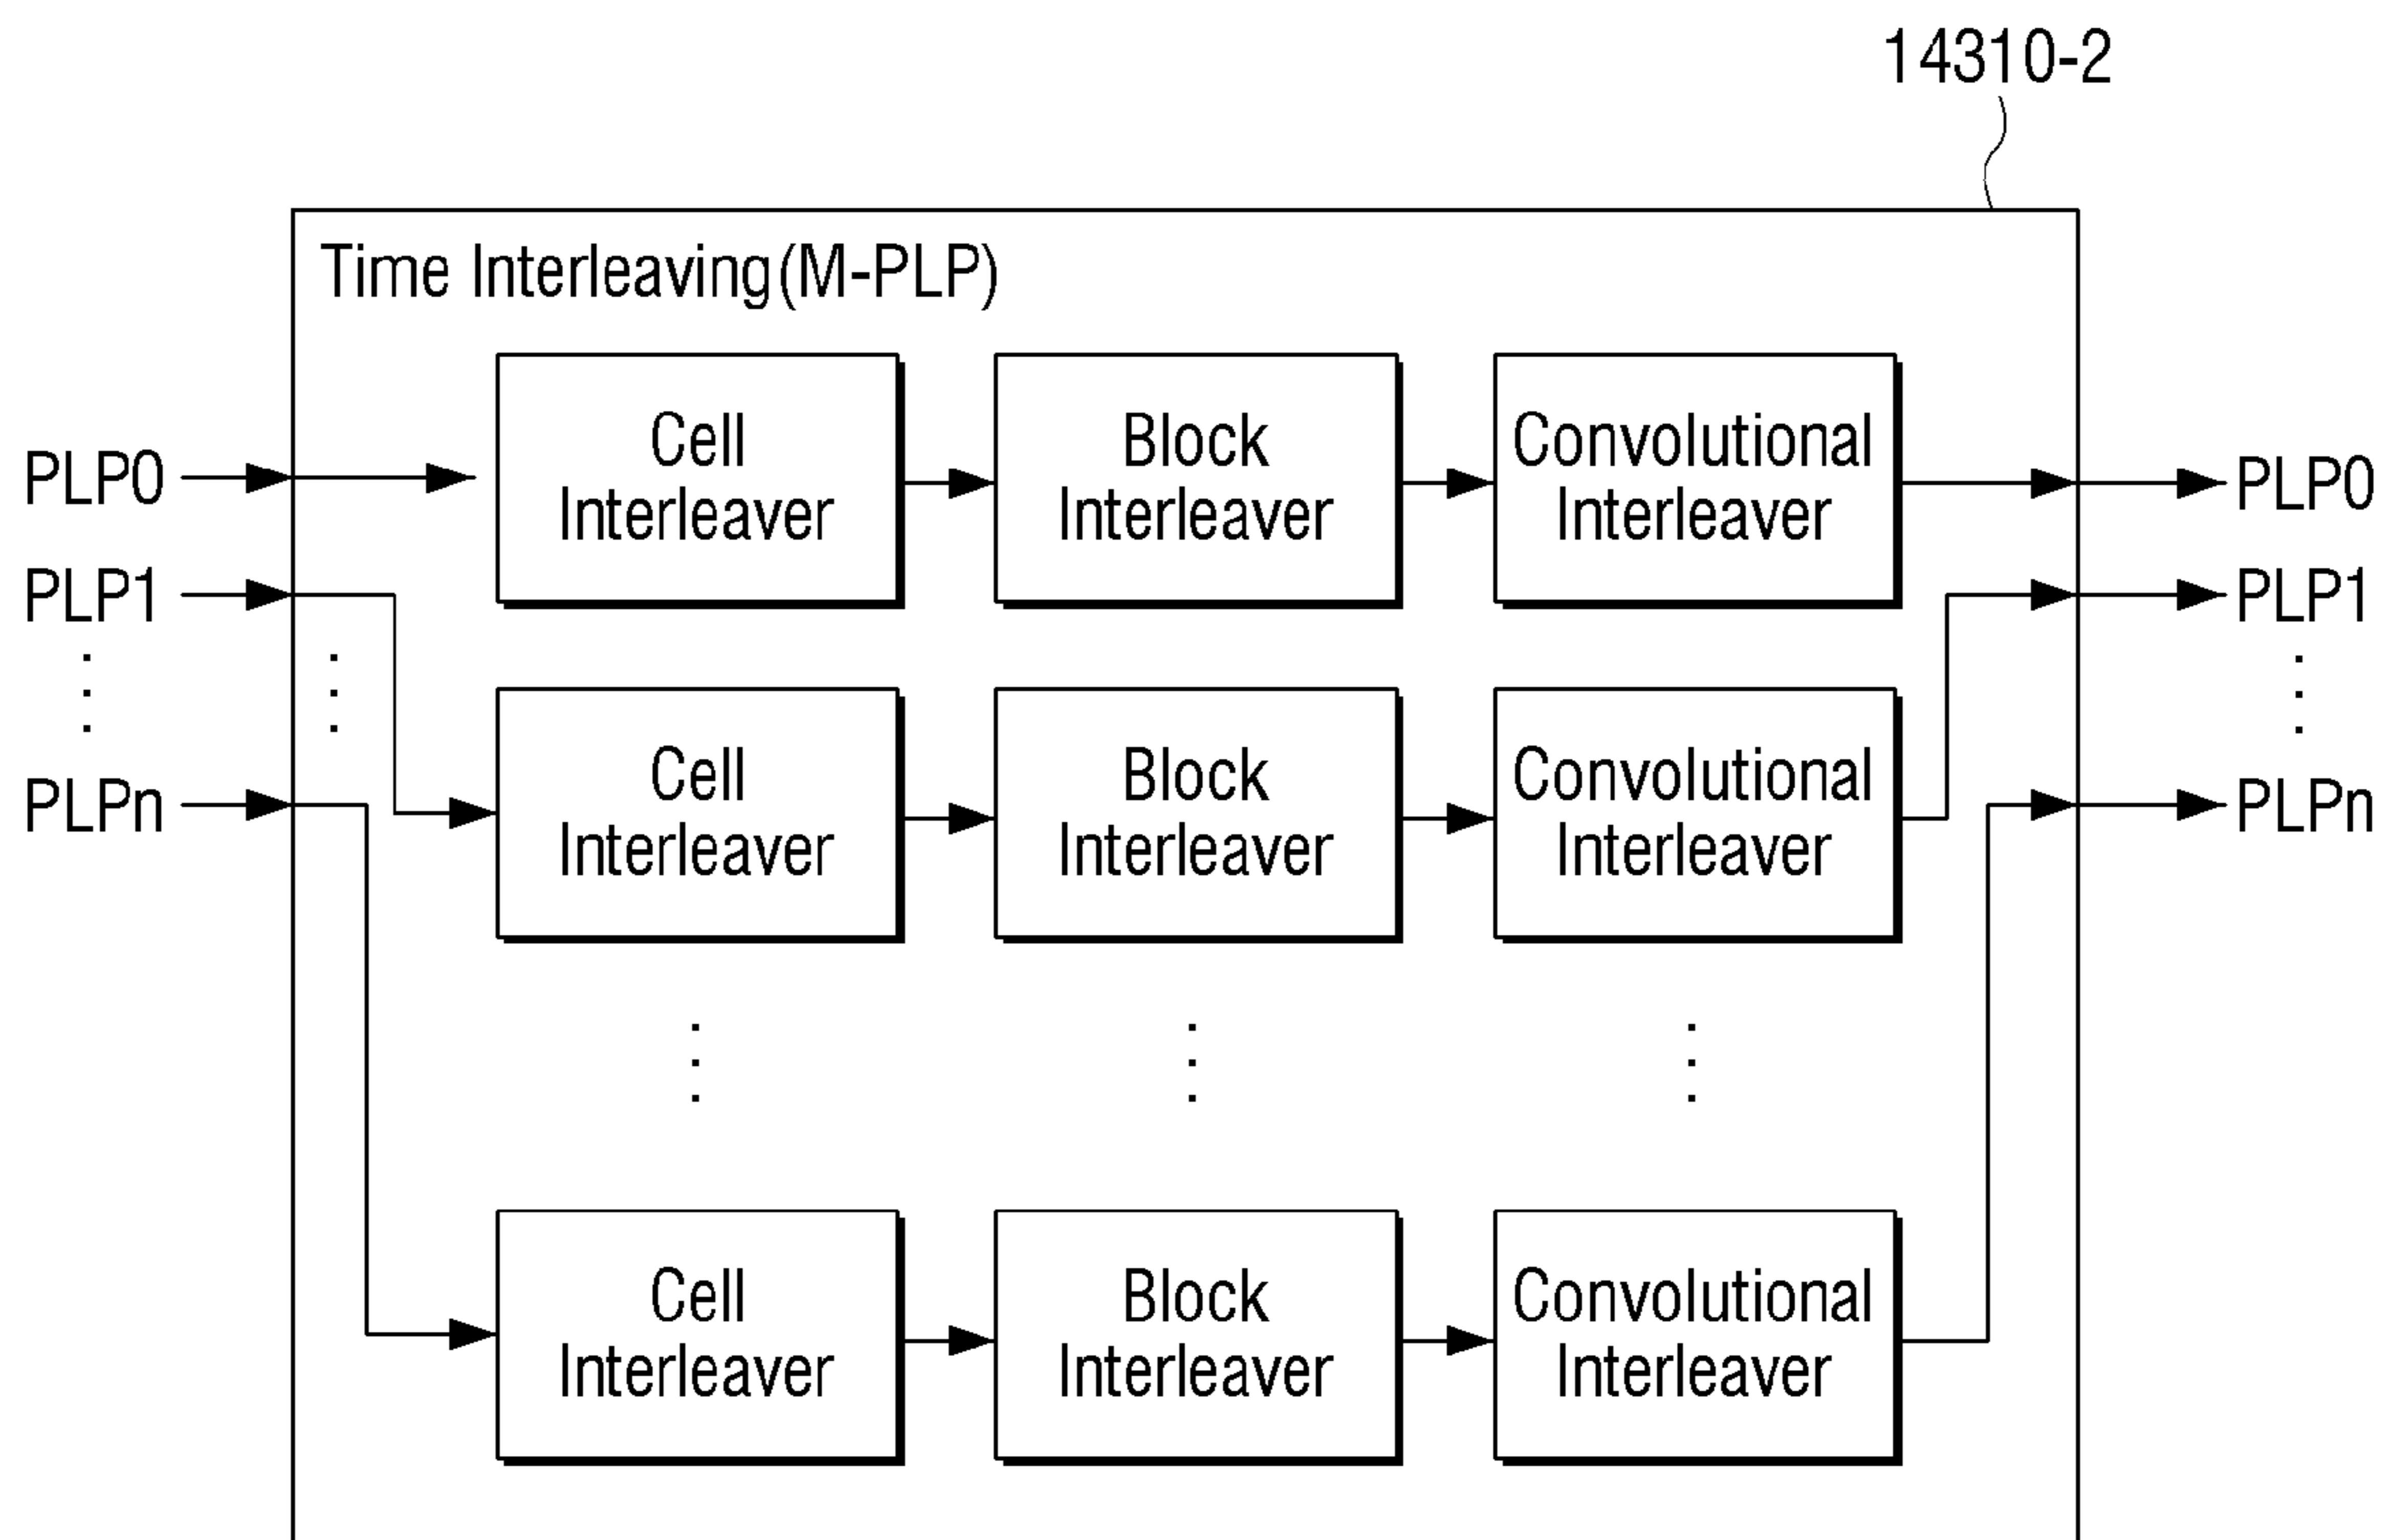 14310-2
Time Interleaving(M-PLP)
PLP0
Cell
Interleaver
Block
Interleaver
Convolutional
Interleaver
PLP0
PLP1
PLP1
Cell
Interleaver
Block
Interleaver
Convolutional
Interleaver
PLPn
PLPn
Cell
Interleaver
Block
Interleaver
Convolutional
Interleaver